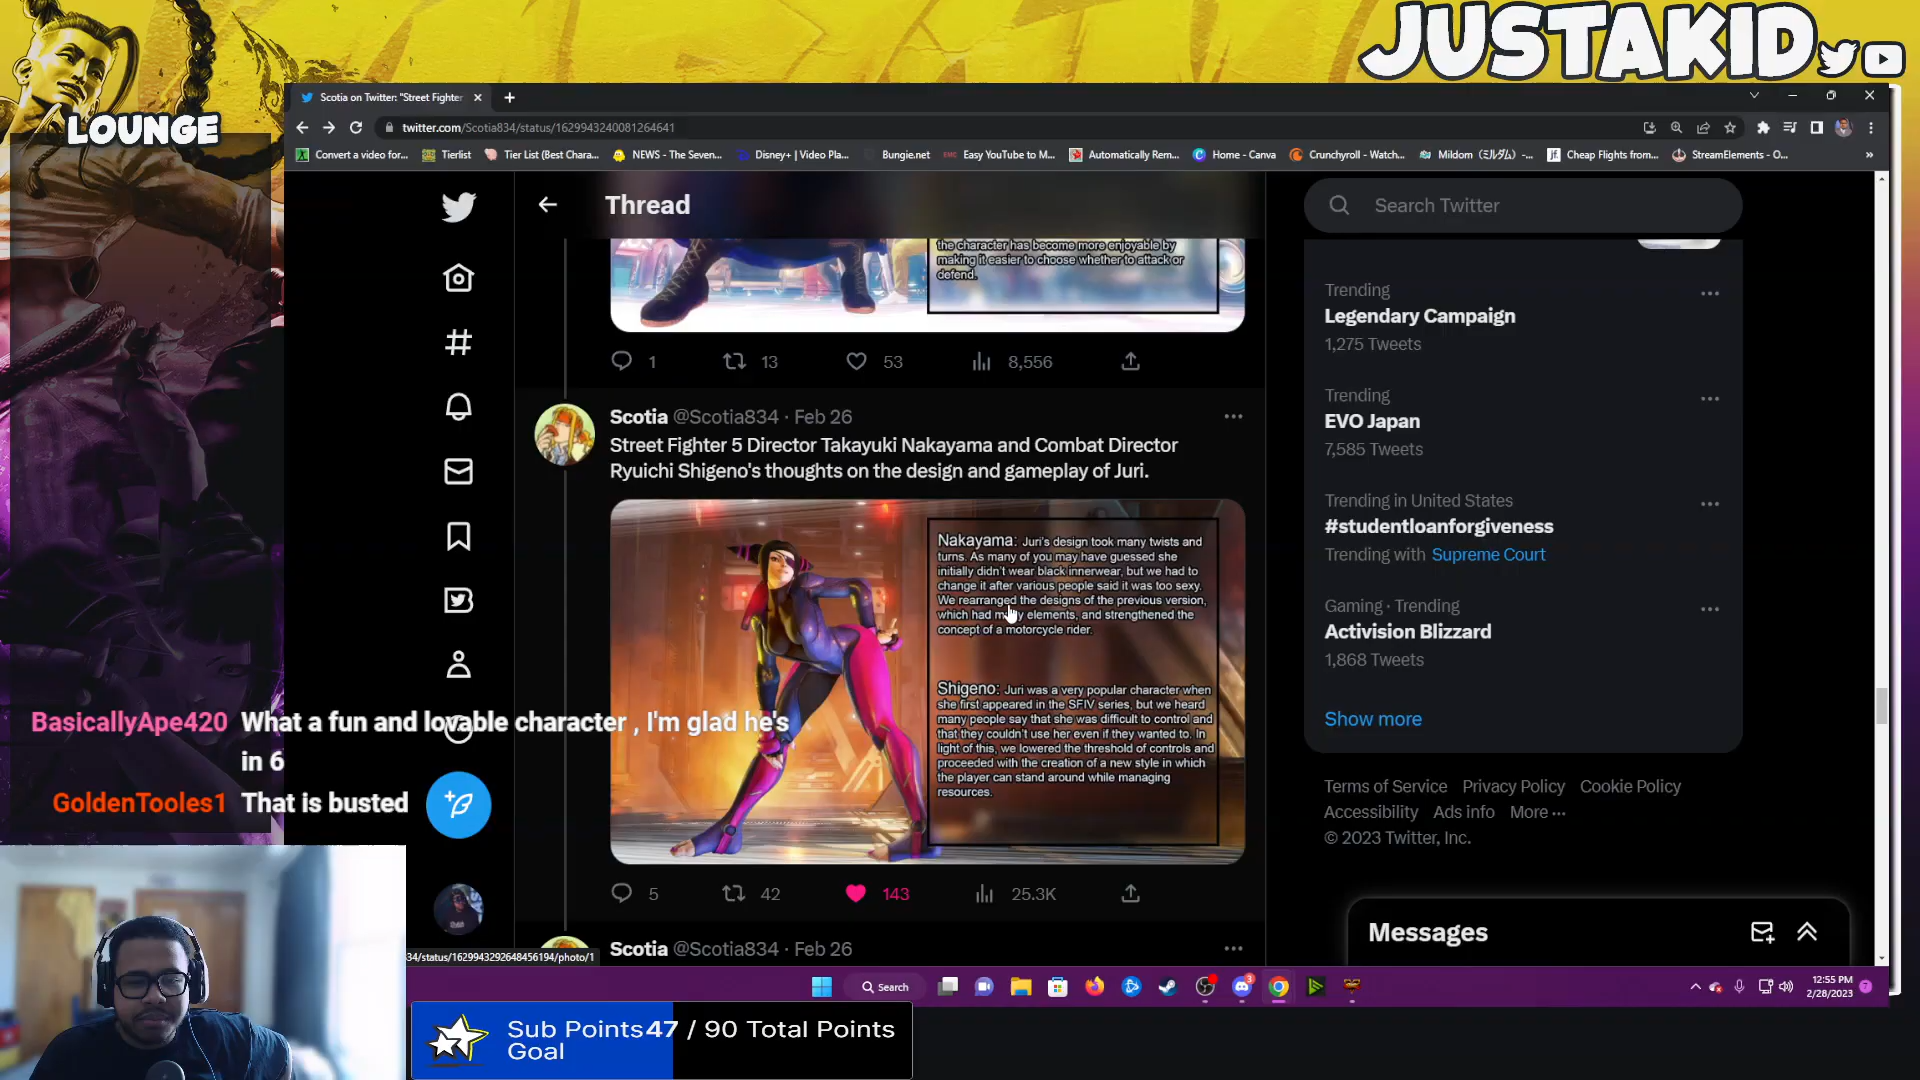 LOUNGE
JUSTAKID
Scotia on Twitter: "Street Fighter
twitter.com/Scotia834/status/1629943240081264641
Convert a video for...
Tierlist
Tier List (Best Chara...
NEWS - The Seven...
Disney+ | Video Pla...
Bungie.net
Easy YouTube to M...
Automatically Rem...
Home - Canva
Crunchyroll - Watch...
Mildom (ミルダム) -...
Cheap Flights from...
StreamElements - O...
Thread
Search Twitter
the character has become more enjoyable by
making it easier to choose whether to attack or
defend.
1 13 53 8,556
Scotia @Scotia834 · Feb 26
Street Fighter 5 Director Takayuki Nakayama and Combat Director
Ryuichi Shigeno's thoughts on the design and gameplay of Juri.
Nakayama: Juri's design took many twists and
turns. As many of you may have guessed she
initially didn't wear black innerwear, but we had to
change it after various people said it was too sexy.
We rearranged the designs of the previous version,
which had many elements, and strengthened the
concept of a motorcycle rider.
Shigeno: Juri was a very popular character when
she first appeared in the SFIV series, but we heard
many people say that she was difficult to control and
that they couldn't use her even if they wanted to. In
light of this, we lowered the threshold of controls and
proceeded with the creation of a new style in which
the player can stand around while managing
resources.
5 42 143 25.3K
Scotia @Scotia834 · Feb 26
34/status/1629943292648456194/photo/1
Trending
Legendary Campaign
1,275 Tweets
Trending
EVO Japan
7,585 Tweets
Trending in United States
#studentloanforgiveness
Trending with Supreme Court
Gaming · Trending
Activision Blizzard
1,868 Tweets
Show more
Terms of Service Privacy Policy Cookie Policy
Accessibility Ads info More ···
© 2023 Twitter, Inc.
Messages
BasicallyApe420 What a fun and lovable character , I'm glad he's
in 6
GoldenTooles1 That is busted
Search
3
12:55 PM
2/28/2023
7
Sub Points 47 / 90 Total Points
Goal